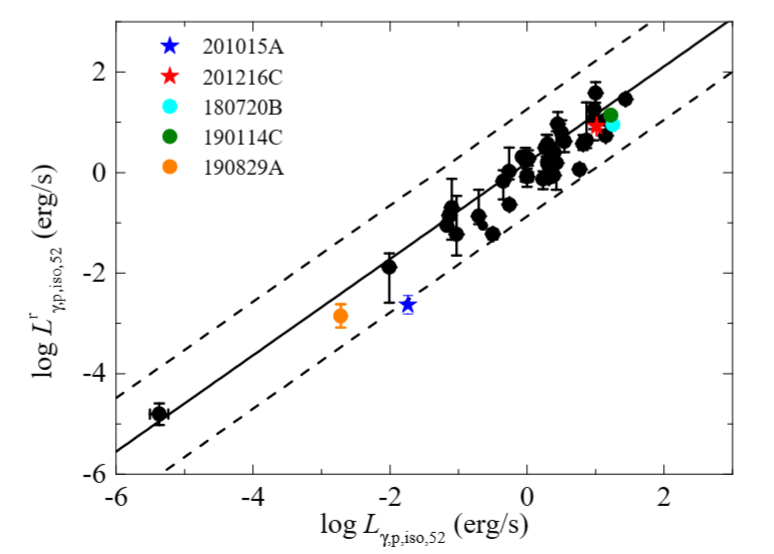 201015A
201216C
180720B
190114C
190829A
2
0
-2
-4
-6
-6 -4 -2 0 2
log L^r_γ,p,iso,52 (erg/s)
log L_γ,p,iso,52 (erg/s)